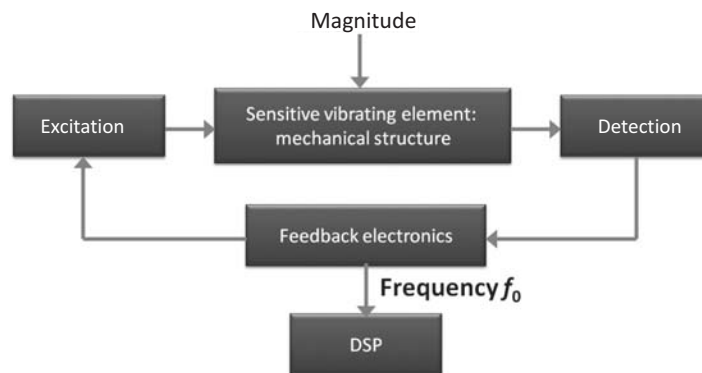 Magnitude
Excitation
Sensitive vibrating element:
mechanical structure
Detection
Feedback electronics
Frequency f₀
DSP